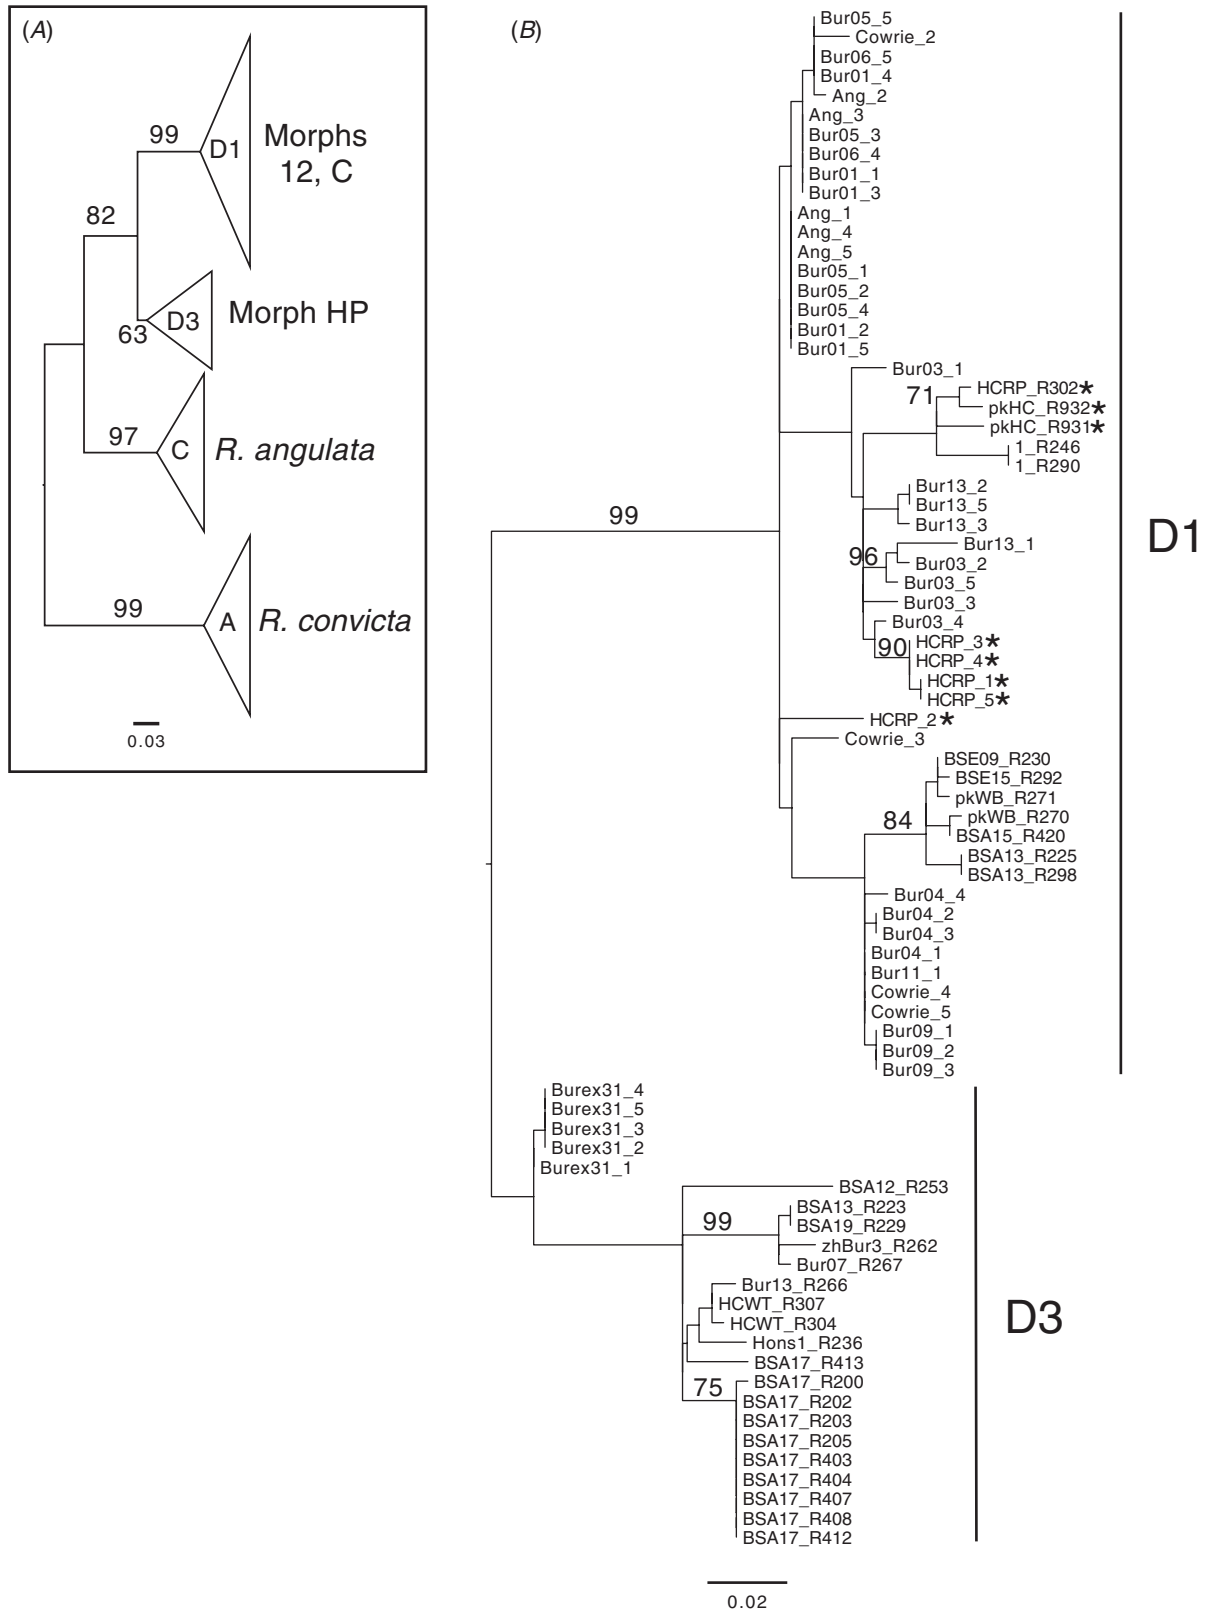 (A)
99
D1
Morphs
12, C
82
D3
63
Morph HP
97
C
R. angulata
99
A
R. convicta
0.03
(B)
Bur05_5
Cowrie_2
Bur06_5
Bur01_4
Ang_2
Ang_3
Bur05_3
Bur06_4
Bur01_1
Bur01_3
Ang_1
Ang_4
Ang_5
Bur05_1
Bur05_2
Bur05_4
Bur01_2
Bur01_5
Bur03_1
71
HCRP_R302*
pkHC_R932*
pkHC_R931*
1_R246
1_R290
Bur13_2
Bur13_5
Bur13_3
99
D1
Bur13_1
96
Bur03_2
Bur03_5
Bur03_3
Bur03_4
90
HCRP_3*
HCRP_4*
HCRP_1*
HCRP_5*
HCRP_2*
Cowrie_3
BSE09_R230
BSE15_R292
pkWB_R271
84
pkWB_R270
BSA15_R420
BSA13_R225
BSA13_R298
Bur04_4
Bur04_2
Bur04_3
Bur04_1
Bur11_1
Cowrie_4
Cowrie_5
Bur09_1
Bur09_2
Bur09_3
Burex31_4
Burex31_5
Burex31_3
Burex31_2
Burex31_1
BSA12_R253
99
BSA13_R223
BSA19_R229
zhBur3_R262
Bur07_R267
Bur13_R266
HCWT_R307
HCWT_R304
D3
Hons1_R236
BSA17_R413
75
BSA17_R200
BSA17_R202
BSA17_R203
BSA17_R205
BSA17_R403
BSA17_R404
BSA17_R407
BSA17_R408
BSA17_R412
0.02